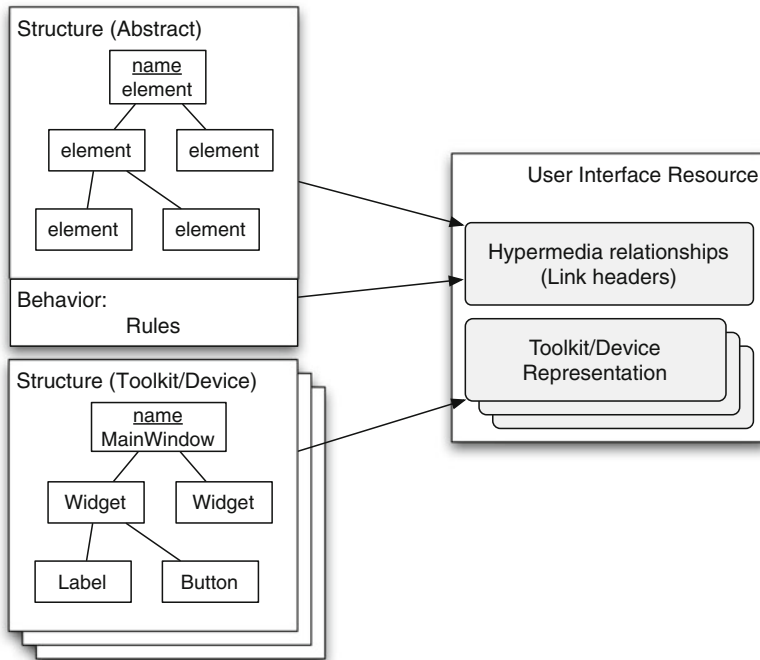 Structure (Abstract)
name
element
element
element
element
element
Behavior:
Rules
Structure (Toolkit/Device)
name
MainWindow
Widget
Widget
Label
Button
User Interface Resource
Hypermedia relationships
(Link headers)
Toolkit/Device
Representation